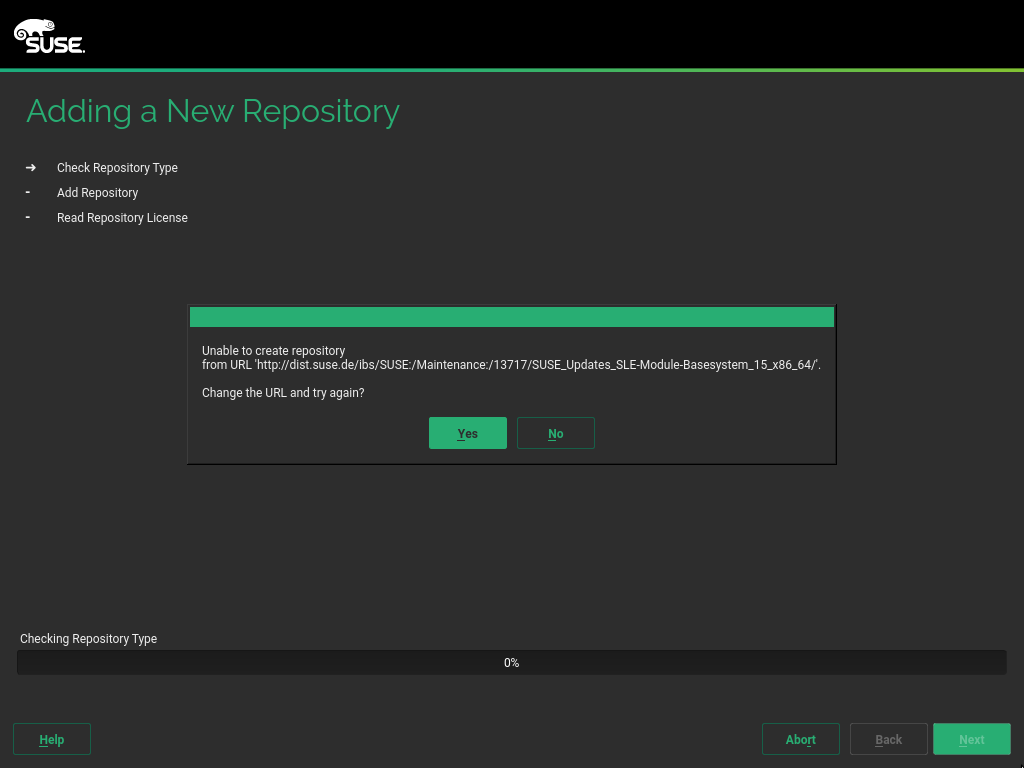 SUSE.
Adding a New Repository
➔ Check Repository Type
- Add Repository
- Read Repository License
Unable to create repository
from URL 'http://dist.suse.de/ibs/SUSE:/Maintenance:/13717/SUSE_Updates_SLE-Module-Basesystem_15_x86_64/'.
Change the URL and try again?
Yes No
Checking Repository Type
0%
Help Abort Back Next